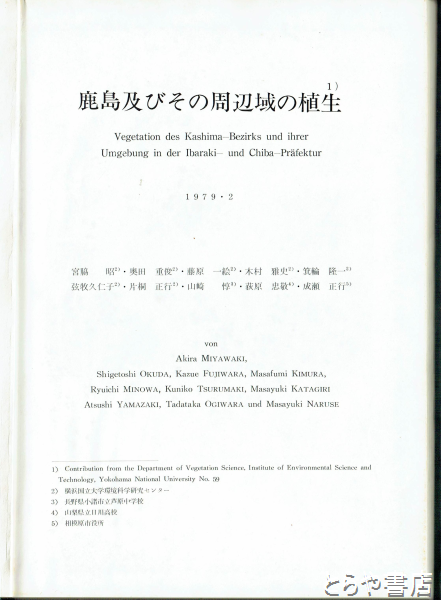 鹿島及びその周辺域の植生1)
Vegetation des Kashima-Bezirks und ihrer
Umgebung in der Ibaraki- und Chiba-Präfektur
1979・2
宮脇 昭2)・奥田 重俊2)・藤原 一絵2)・木村 雅史2)・箕輪 隆一2)
弦牧久仁子2)・片桐 正行2)・山崎 惇3)・荻原 忠敬4)・成瀬 正行5)
von
Akira MIYAWAKI,
Shigetoshi OKUDA, Kazue FUJIWARA, Masafumi KIMURA,
Ryuichi MINOWA, Kuniko TSURUMAKI, Masayuki KATAGIRI
Atsushi YAMAZAKI, Tadataka OGIWARA und Masayuki NARUSE
1) Contribution from the Department of Vegetation Science, Institute of Environmental Science and
Technology, Yokohama National University No. 59
2) 横浜国立大学環境科学研究センター
3) 長野県小諸市立芦原中学校
4) 山梨県立日川高校
5) 相模原市役所
とらや書店